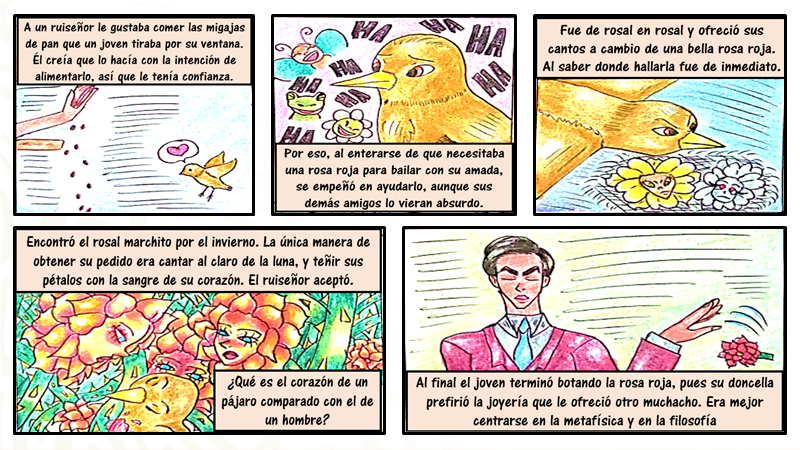 A un ruiseñor le gustaba comer las migajas
de pan que un joven tiraba por su ventana.
Él creía que lo hacía con la intención de
alimentarlo, así que le tenía confianza.
HA
HA
HA
HA
HA
HA
HA
HA
Por eso, al enterarse de que necesitaba
una rosa roja para bailar con su amada,
se empeñó en ayudarlo, aunque sus
demás amigos lo vieran absurdo.
Fue de rosal en rosal y ofreció sus
cantos a cambio de una bella rosa roja.
Al saber donde hallarla fue de inmediato.
Encontró el rosal marchito por el invierno. La única manera de
obtener su pedido era cantar al claro de la luna, y teñir sus
pétalos con la sangre de su corazón. El ruiseñor aceptó.
¿Qué es el corazón de un
pájaro comparado con el de
un hombre?
Al final el joven terminó botando la rosa roja, pues su doncella
prefirió la joyería que le ofreció otro muchacho. Era mejor
centrarse en la metafísica y en la filosofía